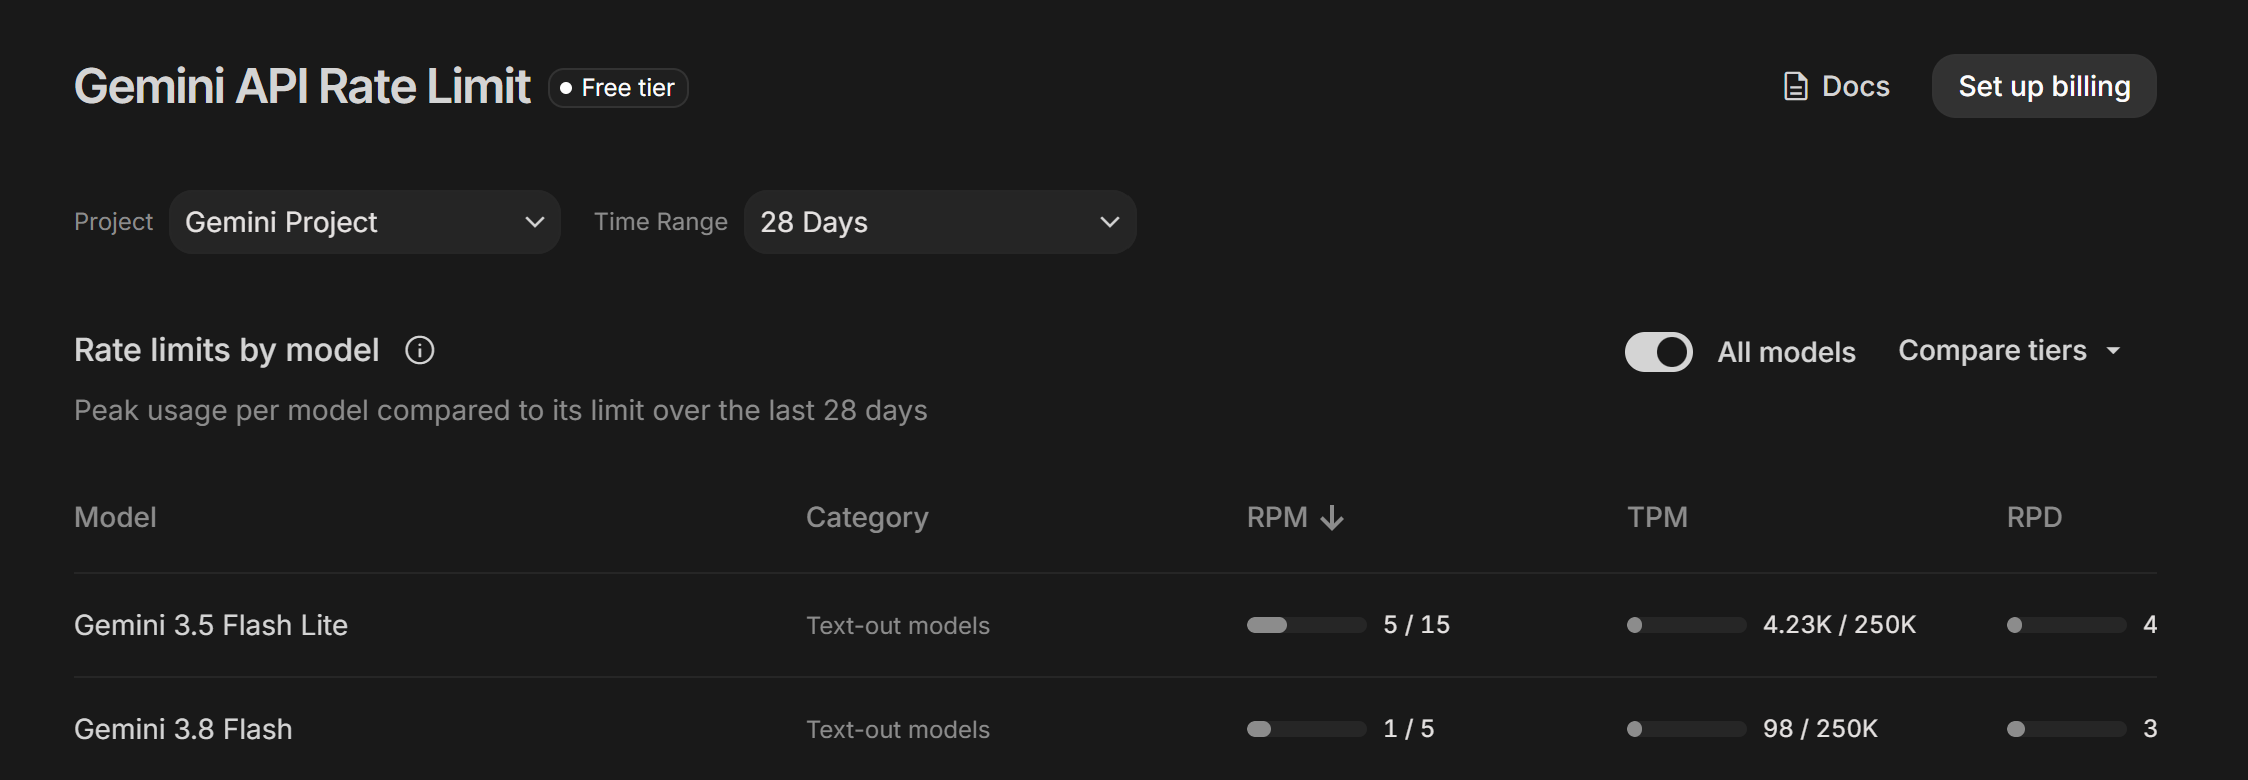 Gemini API Rate Limit Free tier Docs Set up billing
Project Gemini Project Time Range 28 Days
Rate limits by model All models Compare tiers
Peak usage per model compared to its limit over the last 28 days
Model Category RPM TPM RPD
Gemini 3.5 Flash Lite Text-out models 5 / 15 4.23K / 250K 4
Gemini 3.8 Flash Text-out models 1 / 5 98 / 250K 3